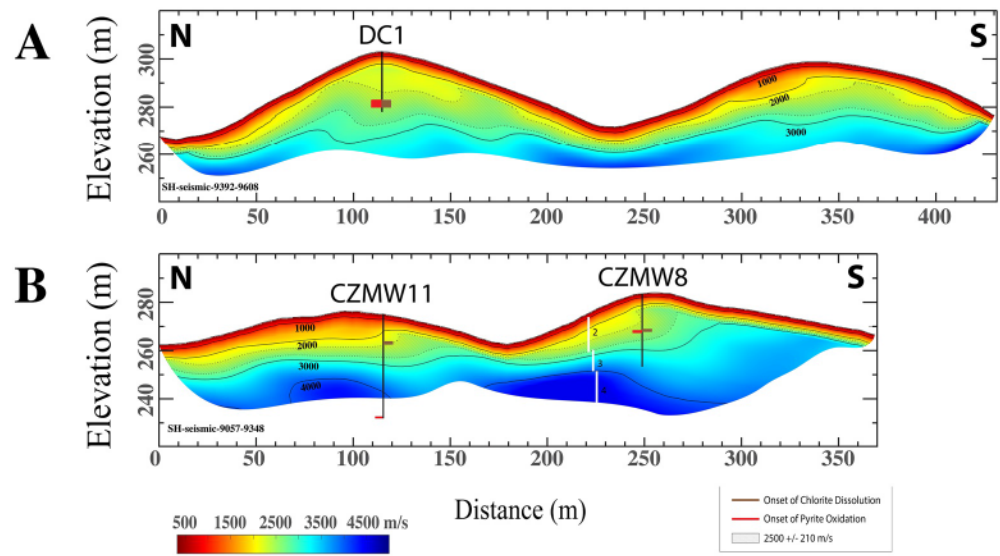 A
N
DC1
S
Elevation (m)
300
280
260
1000
2000
3000
SH-seismic-9392-9608
0 50 100 150 200 250 300 350 400
B
N
CZMW11
CZMW8
S
Elevation (m)
280
260
240
1000
2000
3000
4000
2
3
SH-seismic-9057-9348
0 50 100 150 200 250 300 350
Distance (m)
500 1500 2500 3500 4500 m/s
Onset of Chlorite Dissolution
Onset of Pyrite Oxidation
2500 +/- 210 m/s